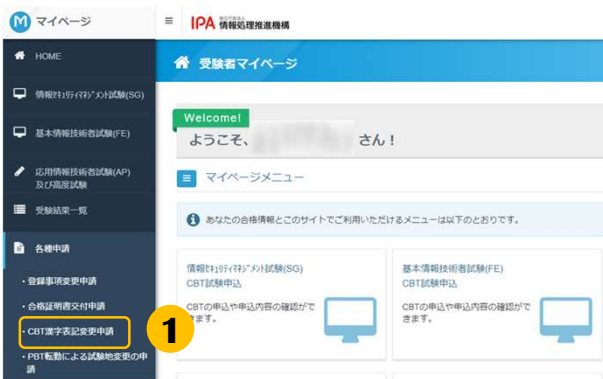 M マイページ
IPA 情報処理推進機構
HOME
情報ｾｷｭﾘﾃｨﾏﾈｼﾞﾒﾝﾄ試験(SG)
基本情報技術者試験(FE)
応用情報技術者試験(AP)
及び高度試験
受験結果一覧
各種申請
・登録事項変更申請
・合格証明書交付申請
・CBT漢字表記変更申請
1
・PBT転勤による試験地変更の申
請
受験者マイページ
Welcome!
ようこそ、
さん！
マイページメニュー
あなたの合格情報とこのサイトでご利用いただけるメニューは以下のとおりです。
情報ｾｷｭﾘﾃｨﾏﾈｼﾞﾒﾝﾄ試験(SG)
CBT試験申込
CBTの申込や申込内容の確認がで
きます。
基本情報技術者試験(FE)
CBT試験申込
CBTの申込や申込内容の確認がで
きます。